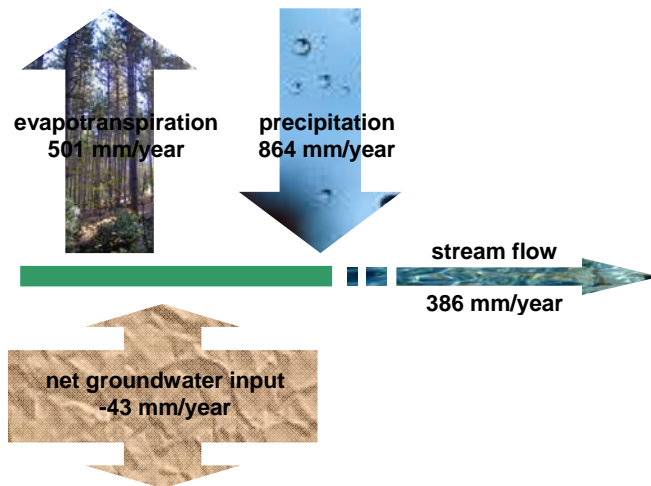 evapotranspiration
501 mm/year
precipitation
864 mm/year
stream flow
386 mm/year
net groundwater input
-43 mm/year